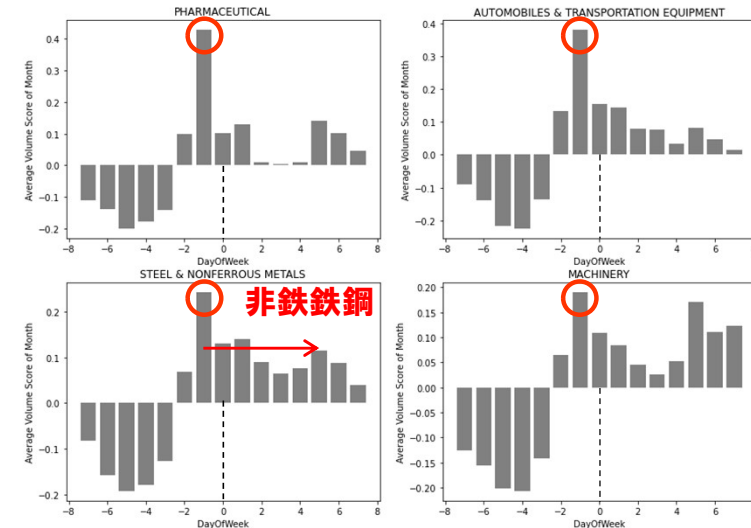 PHARMACEUTICAL
Average Volume Score of Month
0.4
0.3
0.2
0.1
0.0
−0.1
−0.2
−8 −6 −4 −2 0 2 4 6 8
DayOfWeek
AUTOMOBILES & TRANSPORTATION EQUIPMENT
Average Volume Score of Month
0.4
0.3
0.2
0.1
0.0
−0.1
−0.2
−8 −6 −4 −2 0 2 4 6
DayOfWeek
STEEL & NONFERROUS METALS
非鉄鉄鋼
Average Volume Score of Month
0.2
0.1
0.0
−0.1
−0.2
−8 −6 −4 −2 0 2 4 6 8
DayOfWeek
MACHINERY
Average Volume Score of Month
0.20
0.15
0.10
0.05
0.00
−0.05
−0.10
−0.15
−0.20
−8 −6 −4 −2 0 2 4 6
DayOfWeek